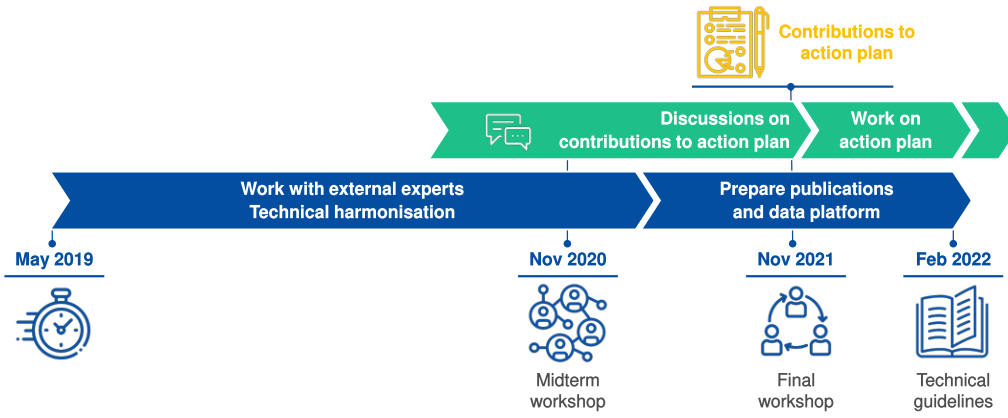 Contributions to
action plan
Discussions on
contributions to action plan
Work on
action plan
Work with external experts
Technical harmonisation
Prepare publications
and data platform
May 2019
Nov 2020
Nov 2021
Feb 2022
Midterm
workshop
Final
workshop
Technical
guidelines